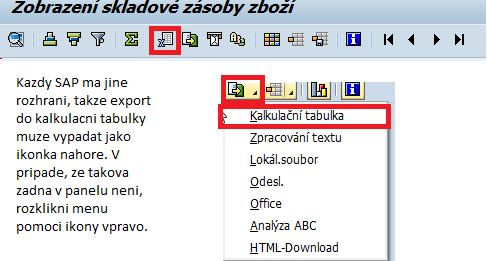 Zobrazení skladové zásoby zboží
Kazdy SAP ma jine
rozhrani, takze export
do kalkulacni tabulky
muze vypadat jako
ikonka nahore. V
pripade, ze takova
zadna v panelu neni,
rozklikni menu
pomoci ikony vpravo.
Kalkulační tabulka
Zpracování textu
Lokál.soubor
Odesl.
Office
Analýza ABC
HTML-Download